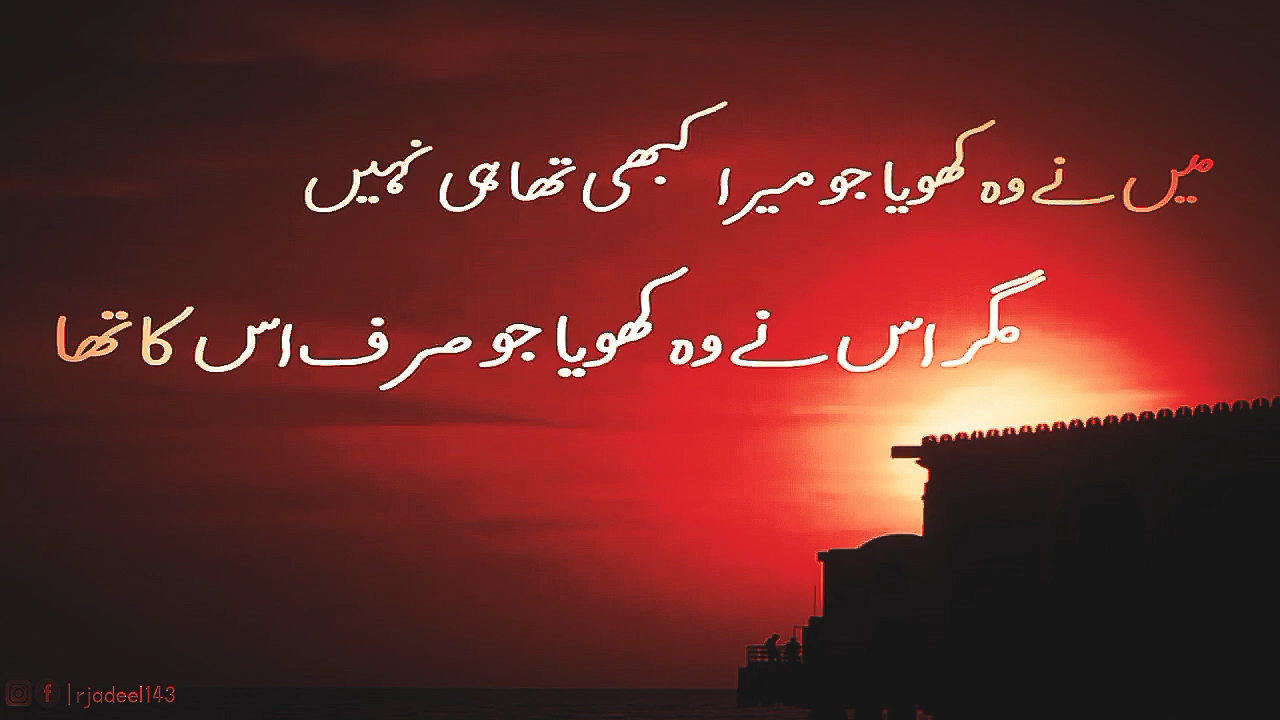 میں نے وہ کھویا جو میرا کبھی تھا ہی نہیں
مگر اس نے وہ کھویا جو صرف اس کا تھا
| rjadeel143